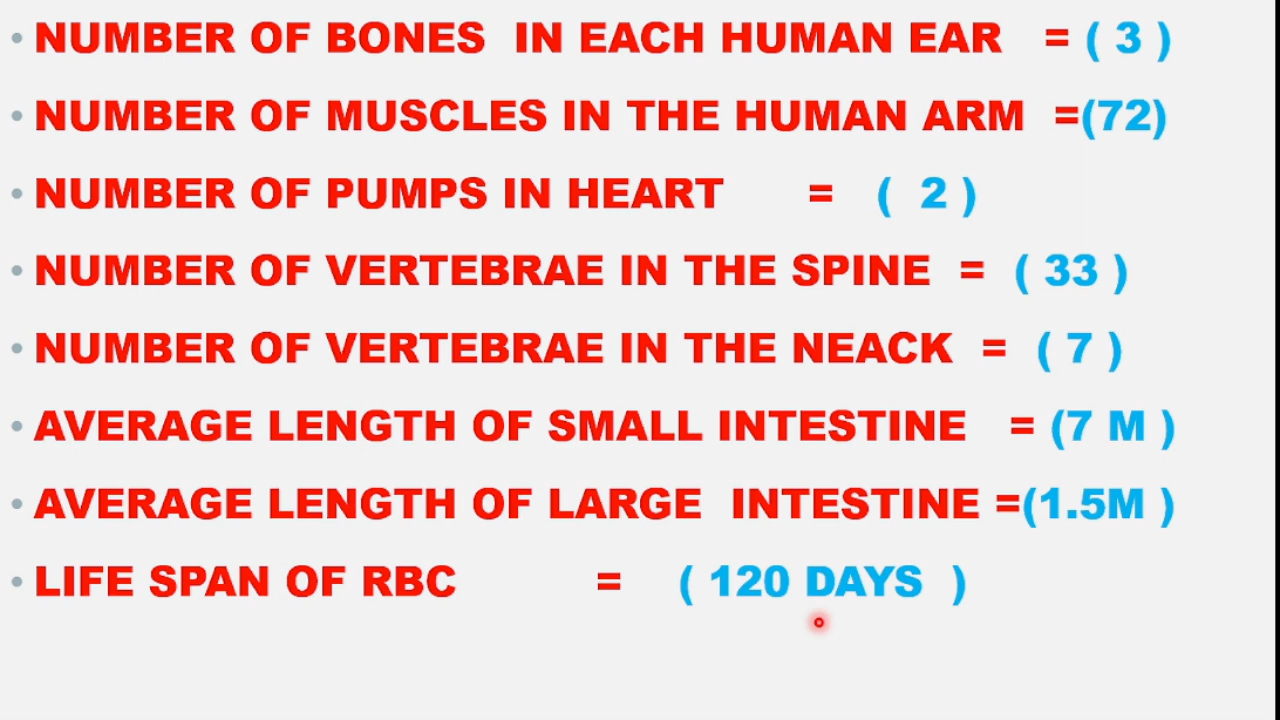 • NUMBER OF BONES IN EACH HUMAN EAR = ( 3 )
• NUMBER OF MUSCLES IN THE HUMAN ARM =(72)
• NUMBER OF PUMPS IN HEART = ( 2 )
• NUMBER OF VERTEBRAE IN THE SPINE = ( 33 )
• NUMBER OF VERTEBRAE IN THE NEACK = ( 7 )
• AVERAGE LENGTH OF SMALL INTESTINE = (7 M )
• AVERAGE LENGTH OF LARGE INTESTINE =(1.5M )
• LIFE SPAN OF RBC = ( 120 DAYS )